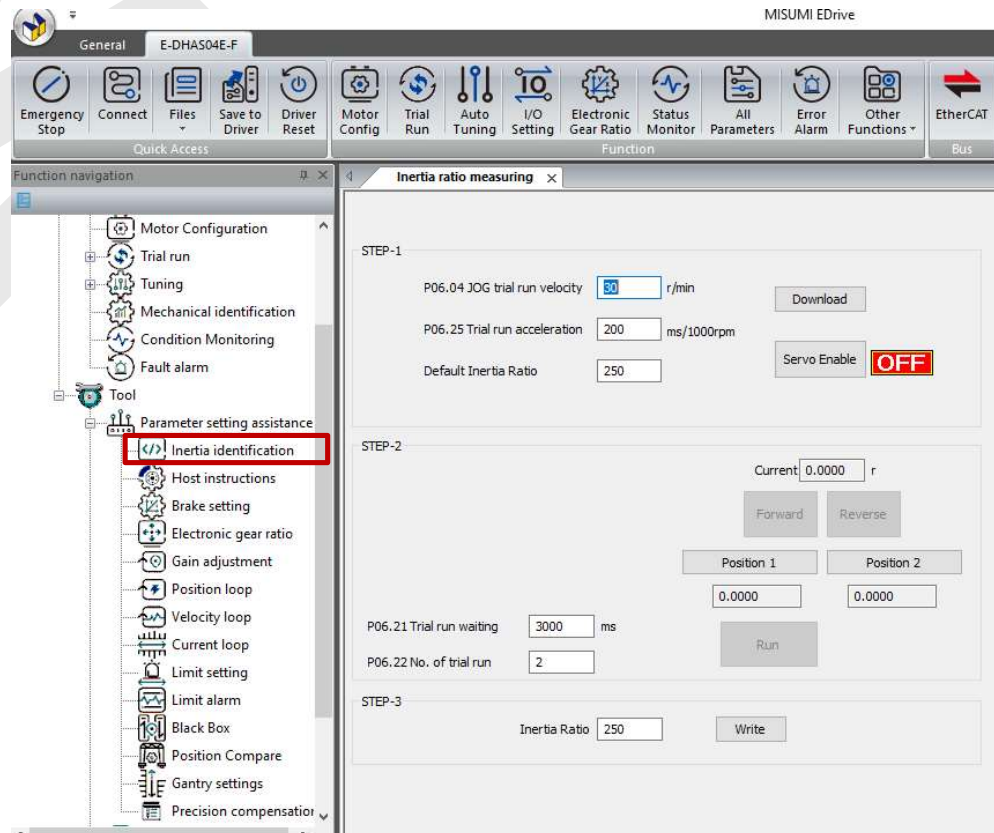 MISUMI EDrive
General E-DHAS04E-F
Emergency Stop Connect Files Save to Driver Driver Reset Motor Config Trial Run Auto Tuning I/O Setting Electronic Gear Ratio Status Monitor All Parameters Error Alarm Other Functions EtherCAT
Quick Access Function Bus
Function navigation
Inertia ratio measuring
Motor Configuration
Trial run
Tuning
Mechanical identification
Condition Monitoring
Fault alarm
Tool
Parameter setting assistance
Inertia identification
Host instructions
Brake setting
Electronic gear ratio
Gain adjustment
Position loop
Velocity loop
Current loop
Limit setting
Limit alarm
Black Box
Position Compare
Gantry settings
Precision compensation
STEP-1
P06.04 JOG trial run velocity 30 r/min
Download
P06.25 Trial run acceleration 200 ms/1000rpm
Servo Enable OFF
Default Inertia Ratio 250
STEP-2
Current 0.0000 r
Forward Reverse
Position 1 Position 2
0.0000 0.0000
P06.21 Trial run waiting 3000 ms
Run
P06.22 No. of trial run 2
STEP-3
Inertia Ratio 250 Write